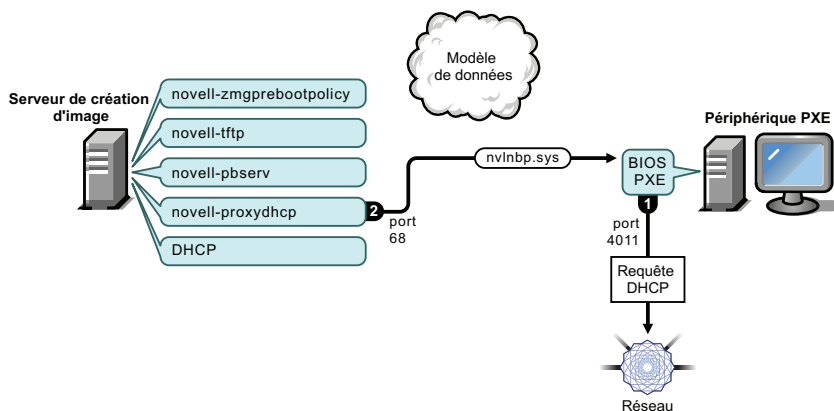 Modèle
de données
Serveur de création
d'image
novell-zmgprebootpolicy
novell-tftp
novell-pbserv
novell-proxydhcp
DHCP
2
port
68
nvlnbp.sys
BIOS
PXE
Périphérique PXE
1
port
4011
Requête
DHCP
Réseau